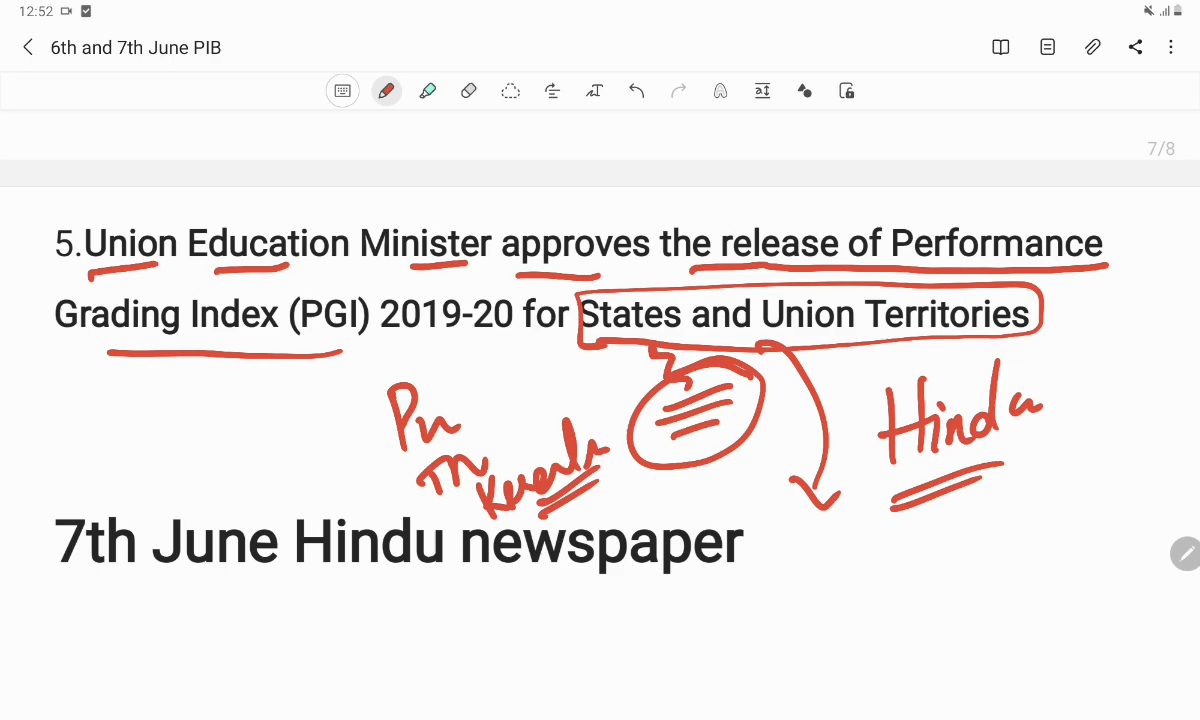 12:52
6th and 7th June PIB
7/8
5.Union Education Minister approves the release of Performance
Grading Index (PGI) 2019-20 for States and Union Territories
Pu
TN
Kerala
Hindu
7th June Hindu newspaper